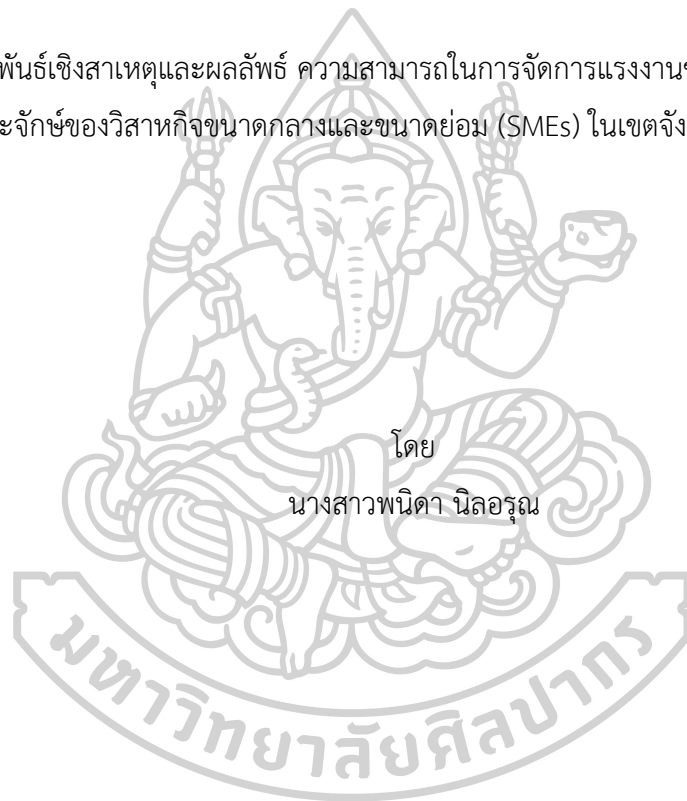 พันธ์เชิงสาเหตุและผลลัพธ์ ความสามารถในการจัดการแรงงานข
ะจักษ์ของวิสาหกิจขนาดกลางและขนาดย่อม (SMEs) ในเขตจัง
โดย
นางสาวพนิดา นิลอรุณ
มหาวิทยาลัยศิลปากร